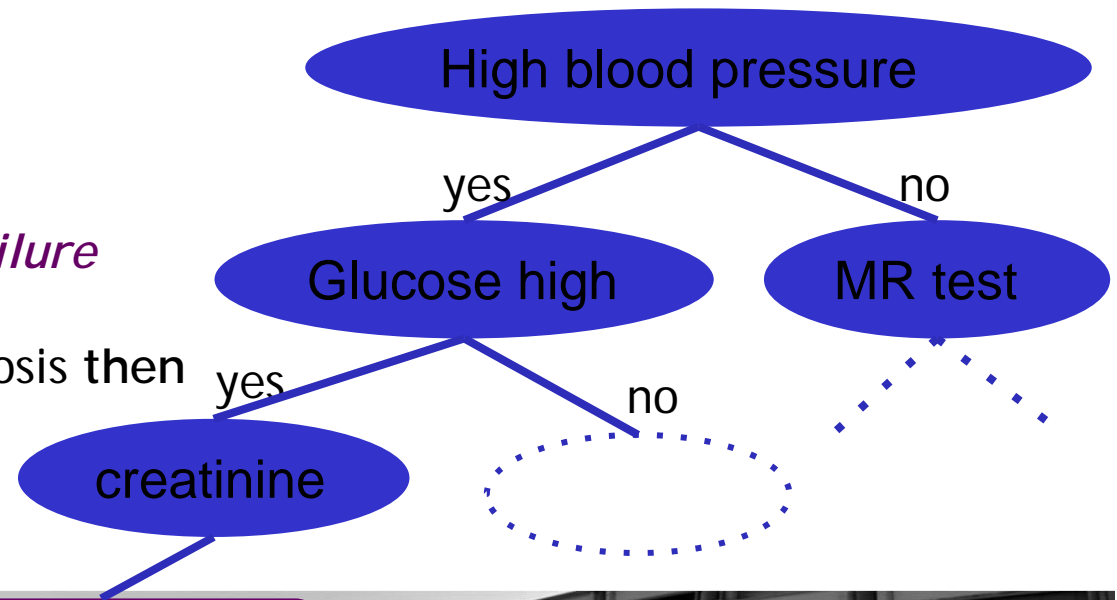 High blood pressure
yes
no
ilure
Glucose high
MR test
osis then
yes
no
creatinine